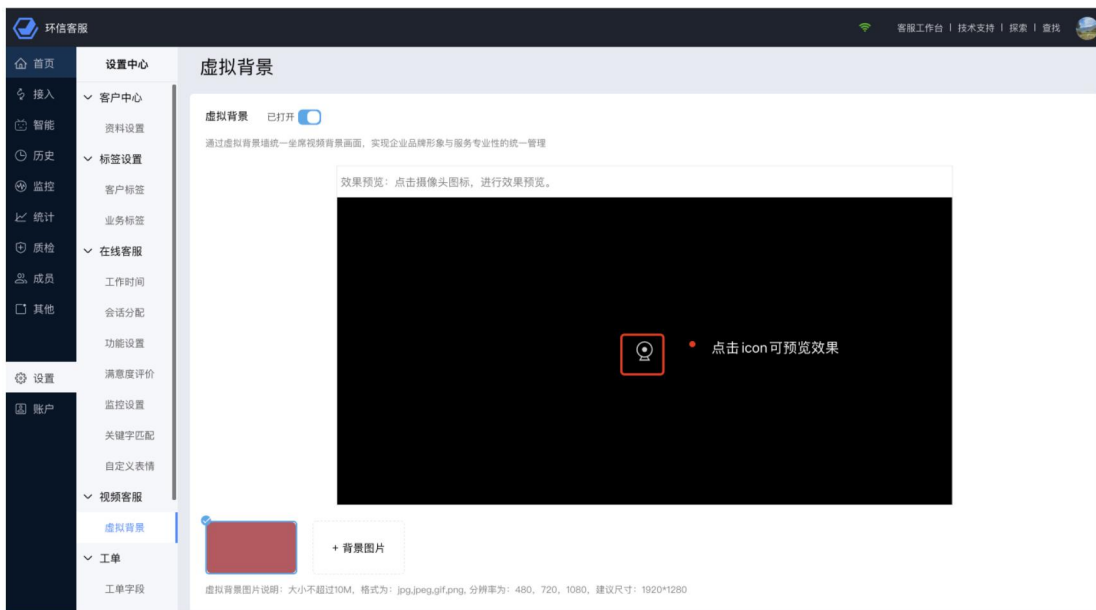 环信客服
客服工作台 | 技术支持 | 探索 | 查找
首页
接入
智能
历史
监控
统计
质检
成员
其他
设置
账户
设置中心
客户中心
资料设置
标签设置
客户标签
业务标签
在线客服
工作时间
会话分配
功能设置
满意度评价
监控设置
关键字匹配
自定义表情
视频客服
虚拟背景
工单
工单字段
虚拟背景
虚拟背景 已打开
通过虚拟背景墙统一坐席视频背景画面，实现企业品牌形象与服务专业性的统一管理
效果预览：点击摄像头图标，进行效果预览。
点击icon可预览效果
+ 背景图片
虚拟背景图片说明：大小不超过10M，格式为：jpg,jpeg,gif,png, 分辨率为：480，720，1080，建议尺寸：1920*1280